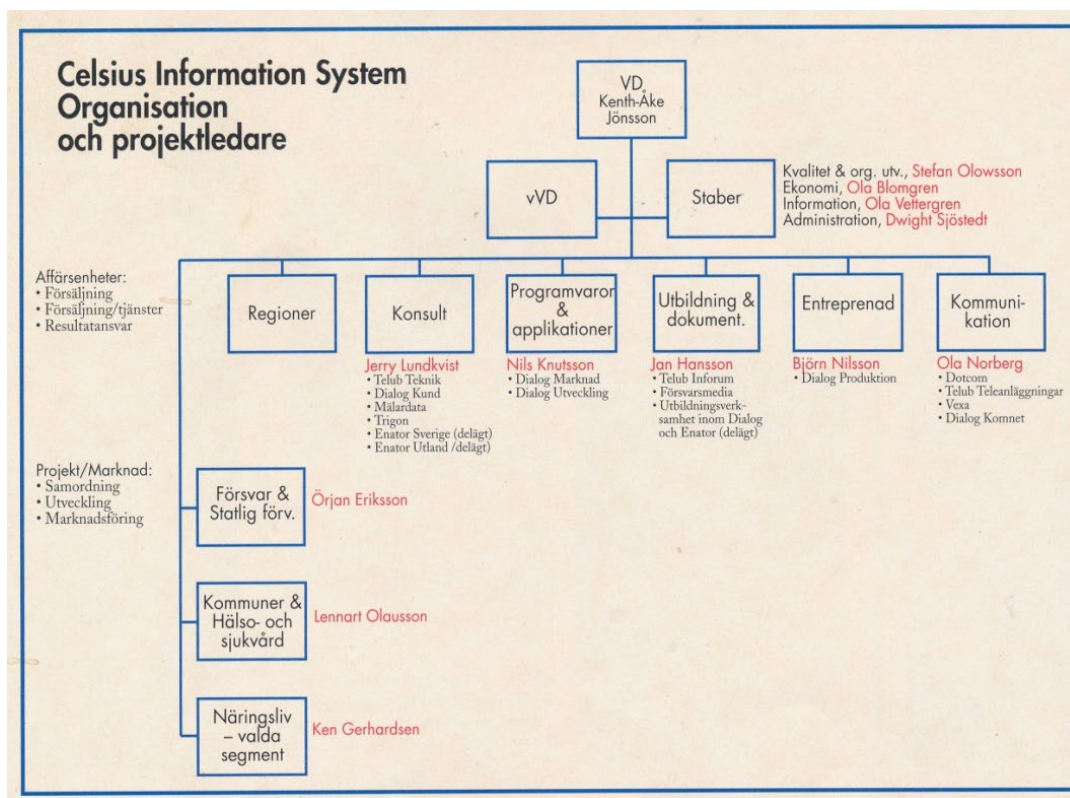 Celsius Information System
Organisation
och projektledare
VD,
Kenth-Åke
Jönsson
vVD
Staber
Kvalitet & org. utv., Stefan Olowsson
Ekonomi, Ola Blomgren
Information, Ola Vettergren
Administration, Dwight Sjöstedt
Affärsenheter:
• Försäljning
• Försäljning/tjänster
• Resultatansvar
Regioner
Konsult
Jerry Lundkvist
• Telub Teknik
• Dialog Kund
• Mälardata
• Trigon
• Enator Sverige (delägt)
• Enator Utland /delägt)
Programvaror
&
applikationer
Nils Knutsson
• Dialog Marknad
• Dialog Utveckling
Utbildning &
dokument.
Jan Hansson
• Telub Inforum
• Försvarsmedia
• Utbildningsverk-
samhet inom Dialog
och Enator (delägt)
Entreprenad
Björn Nilsson
• Dialog Produktion
Kommuni-
kation
Ola Norberg
• Dotcom
• Telub Teleanläggningar
• Vexa
• Dialog Komnet
Projekt/Marknad:
• Samordning
• Utveckling
• Marknadsföring
Försvar &
Statlig förv.
Örjan Eriksson
Kommuner &
Hälso- och
sjukvård
Lennart Olausson
Näringsliv
– valda
segment
Ken Gerhardsen